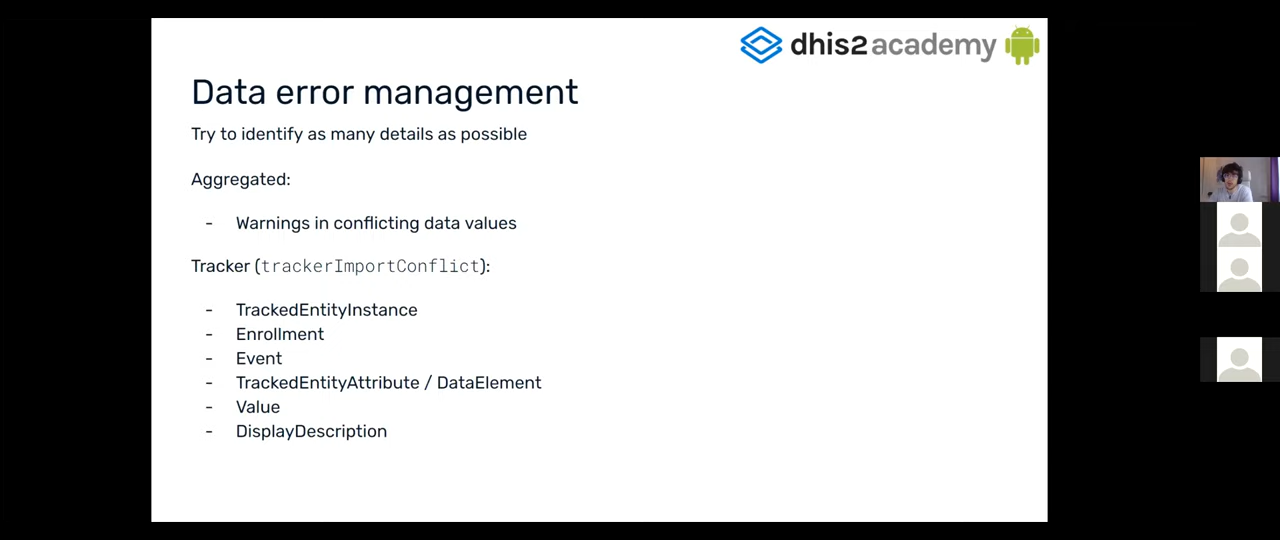 dhis2 academy
Data error management
Try to identify as many details as possible
Aggregated:
- Warnings in conflicting data values
Tracker (trackerImportConflict):
- TrackedEntityInstance
- Enrollment
- Event
- TrackedEntityAttribute / DataElement
- Value
- DisplayDescription